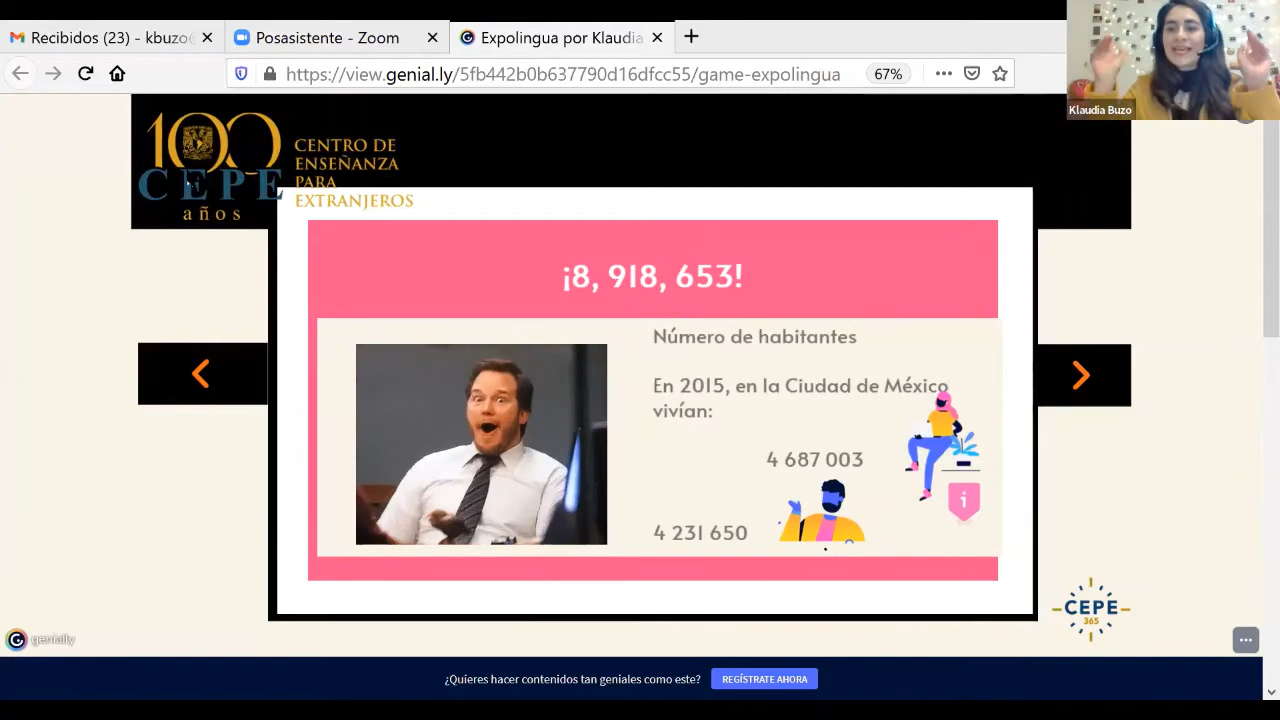 Recibidos (23) - kbuzo
Posasistente - Zoom
Expolingua por Klaudia
https://view.genial.ly/5fb442b0b637790d16dfcc55/game-expolingua
67%
Klaudia Buzo
100
CEPE
años
CENTRO DE
ENSEÑANZA
PARA
EXTRANJEROS
¡8, 918, 653!
Número de habitantes
En 2015, en la Ciudad de México
vivían:
4 687 003
i
4 231 650
CEPE
365
genially
¿Quieres hacer contenidos tan geniales como este?
REGÍSTRATE AHORA